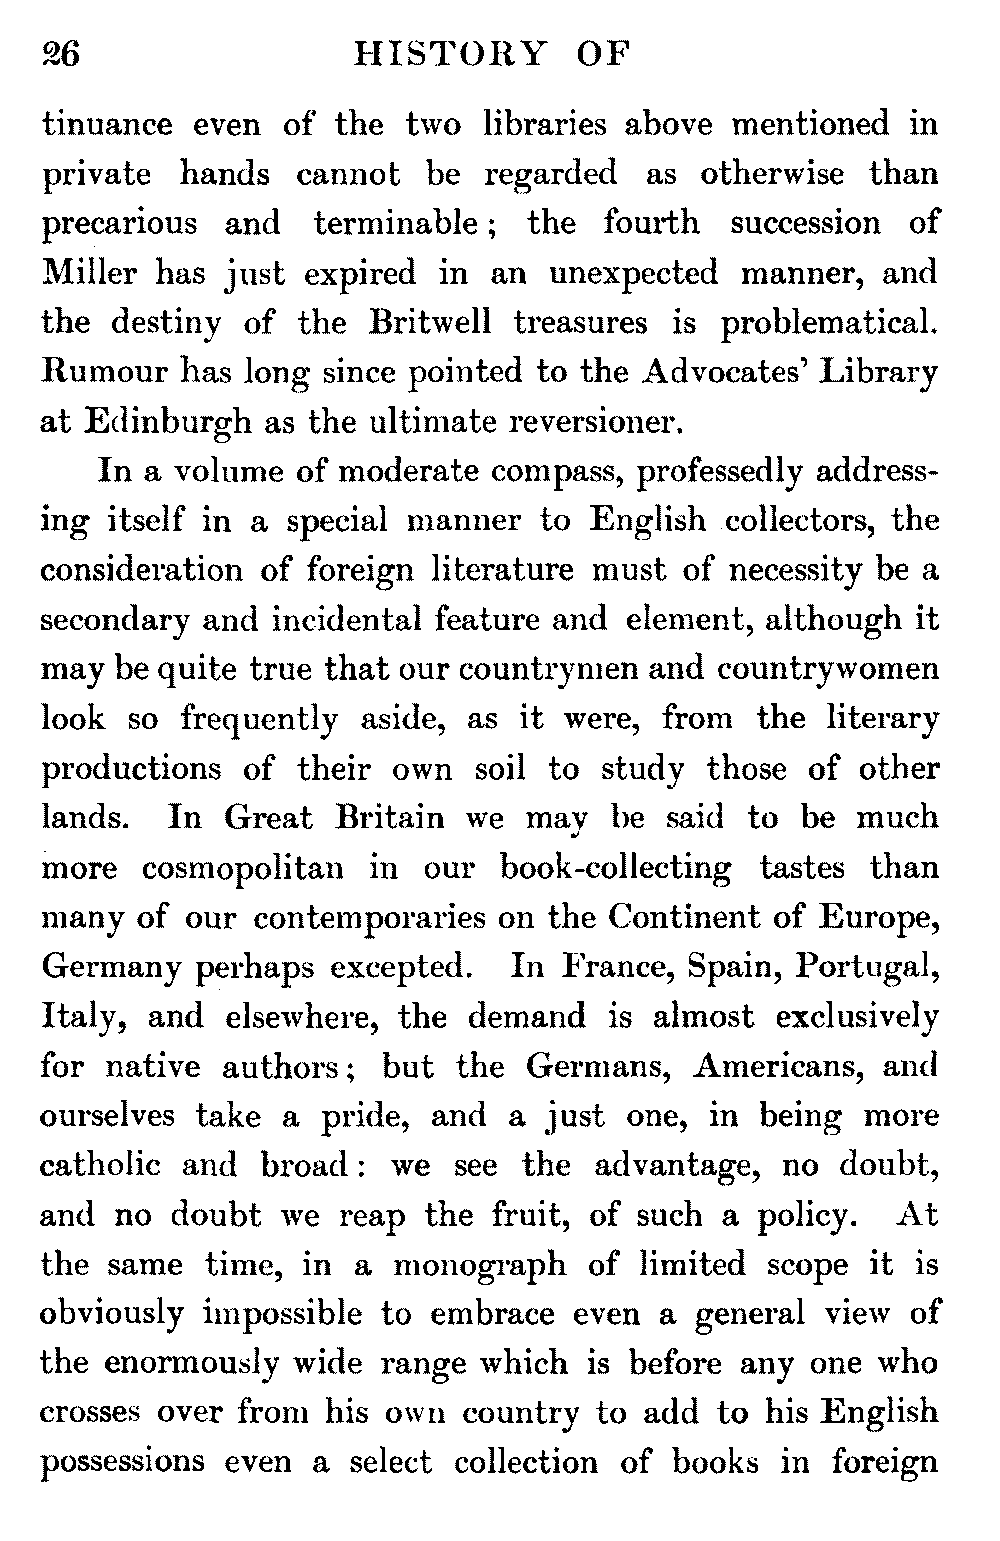 26 HISTORY OF
tinuance even of the two libraries above mentioned in
private hands cannot be regarded as otherwise than
precarious and terminable; the fourth succession of
Miller has just expired in an unexpected manner, and
the destiny of the Britwell treasures is problematical.
Rumour has long since pointed to the Advocates' Library
at Edinburgh as the ultimate reversioner.
In a volume of moderate compass, professedly address-
ing itself in a special manner to English collectors, the
consideration of foreign literature must of necessity be a
secondary and incidental feature and element, although it
may be quite true that our countrymen and countrywomen
look so frequently aside, as it were, from the literary
productions of their own soil to study those of other
lands. In Great Britain we may be said to be much
more cosmopolitan in our book-collecting tastes than
many of our contemporaries on the Continent of Europe,
Germany perhaps excepted. In France, Spain, Portugal,
Italy, and elsewhere, the demand is almost exclusively
for native authors; but the Germans, Americans, and
ourselves take a pride, and a just one, in being more
catholic and broad: we see the advantage, no doubt,
and no doubt we reap the fruit, of such a policy. At
the same time, in a monograph of limited scope it is
obviously impossible to embrace even a general view of
the enormously wide range which is before any one who
crosses over from his own country to add to his English
possessions even a select collection of books in foreign